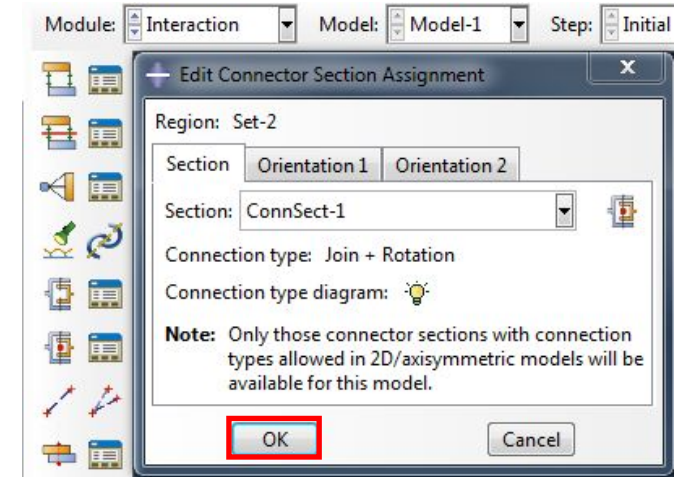 Module: Interaction Model: Model-1 Step: Initial
Edit Connector Section Assignment X
Region: Set-2
Section Orientation 1 Orientation 2
Section: ConnSect-1
Connection type: Join + Rotation
Connection type diagram:
Note: Only those connector sections with connection
types allowed in 2D/axisymmetric models will be
available for this model.
OK Cancel